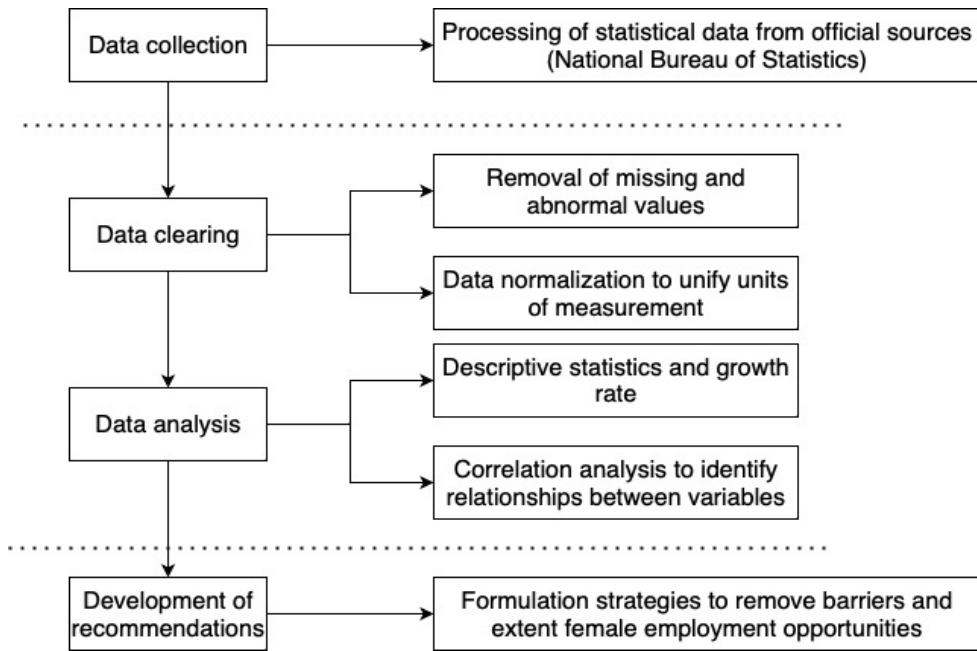 Data collection
Processing of statistical data from official sources
(National Bureau of Statistics)
Data clearing
Removal of missing and
abnormal values
Data normalization to unify units
of measurement
Data analysis
Descriptive statistics and growth
rate
Correlation analysis to identify
relationships between variables
Development of
recommendations
Formulation strategies to remove barriers and
extent female employment opportunities